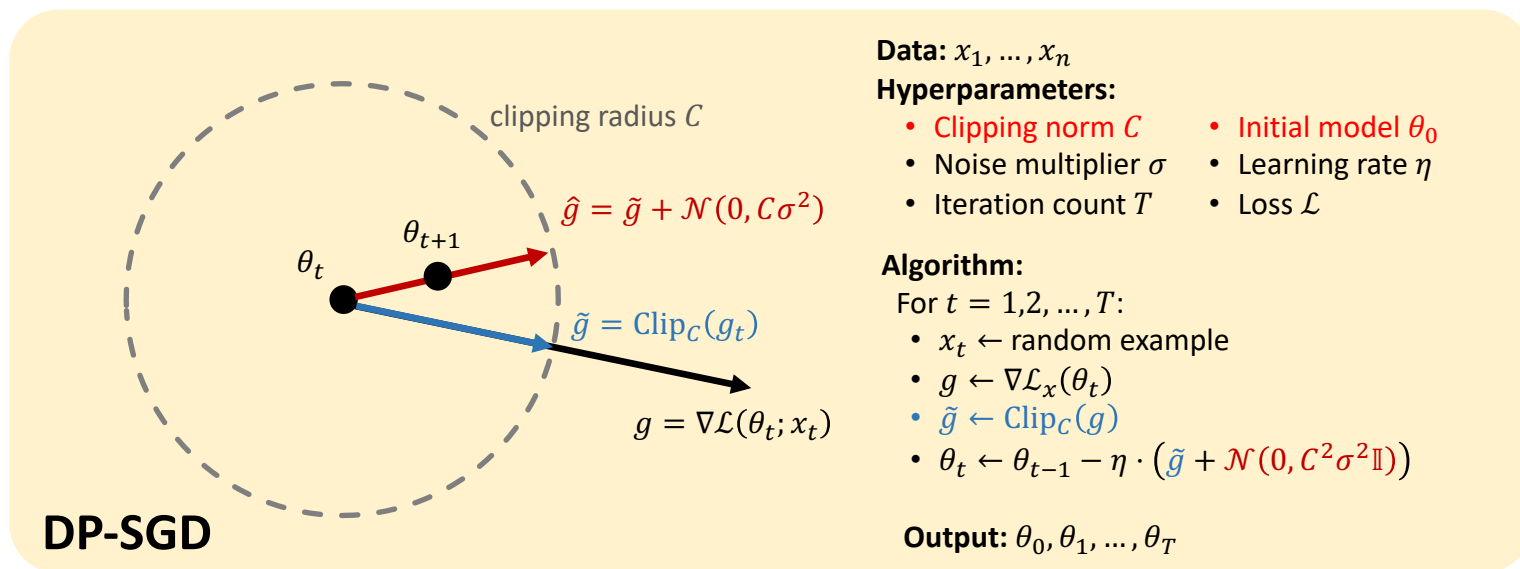 clipping radius C
ĝ = g̃ + 𝒩(0, Cσ²)
θₜ₊₁
θₜ
g̃ = Clip_C(gₜ)
g = ∇ℒ(θₜ; xₜ)
DP-SGD
Data: x₁, … , xₙ
Hyperparameters:
• Clipping norm C
• Initial model θ₀
• Noise multiplier σ
• Learning rate η
• Iteration count T
• Loss ℒ
Algorithm:
For t = 1,2, … , T:
• xₜ ← random example
• g ← ∇ℒₓ(θₜ)
• g̃ ← Clip_C(g)
• θₜ ← θₜ₋₁ − η · (g̃ + 𝒩(0, C²σ²𝕀))
Output: θ₀, θ₁, … , θ_T